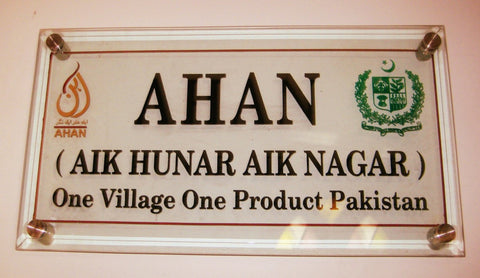 AHAN
AHAN
( AIK HUNAR AIK NAGAR )
One Village One Product Pakistan